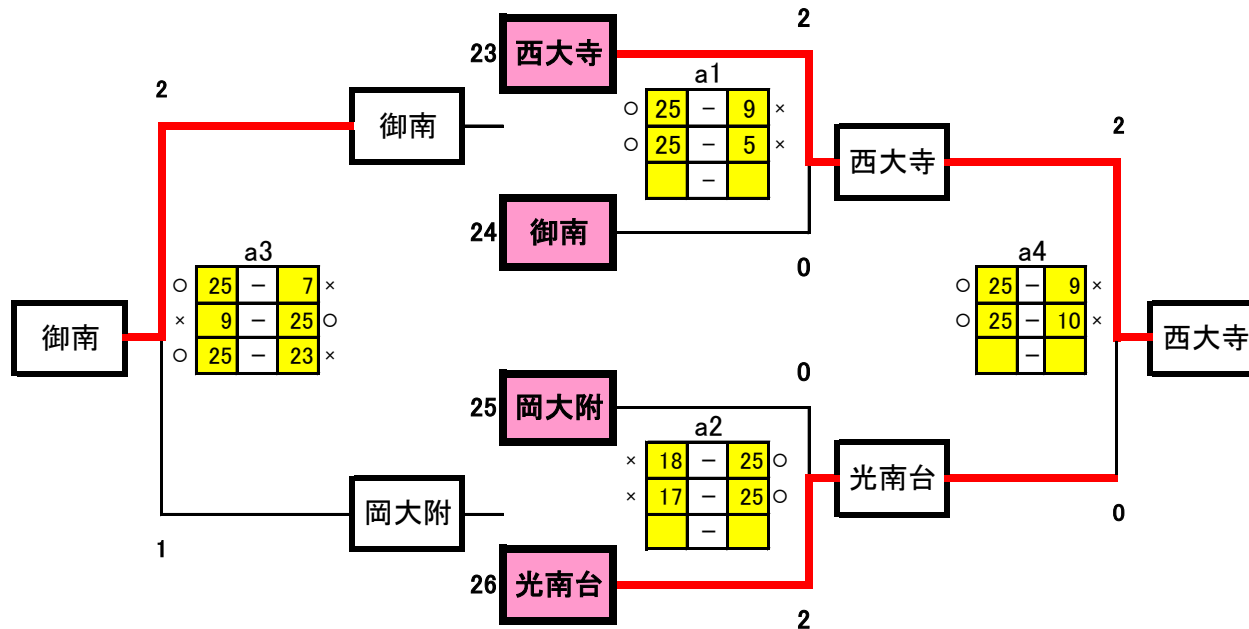 2
23 西大寺
a1
○ 25 － 9 ×
○ 25 － 5 ×
－
24 御南
0
西大寺
2
2
御南
a3
○ 25 － 7 ×
× 9 － 25 ○
○ 25 － 23 ×
御南
岡大附
1
a4
○ 25 － 9 ×
○ 25 － 10 ×
－
西大寺
0
25 岡大附
a2
× 18 － 25 ○
× 17 － 25 ○
－
26 光南台
2
光南台
0